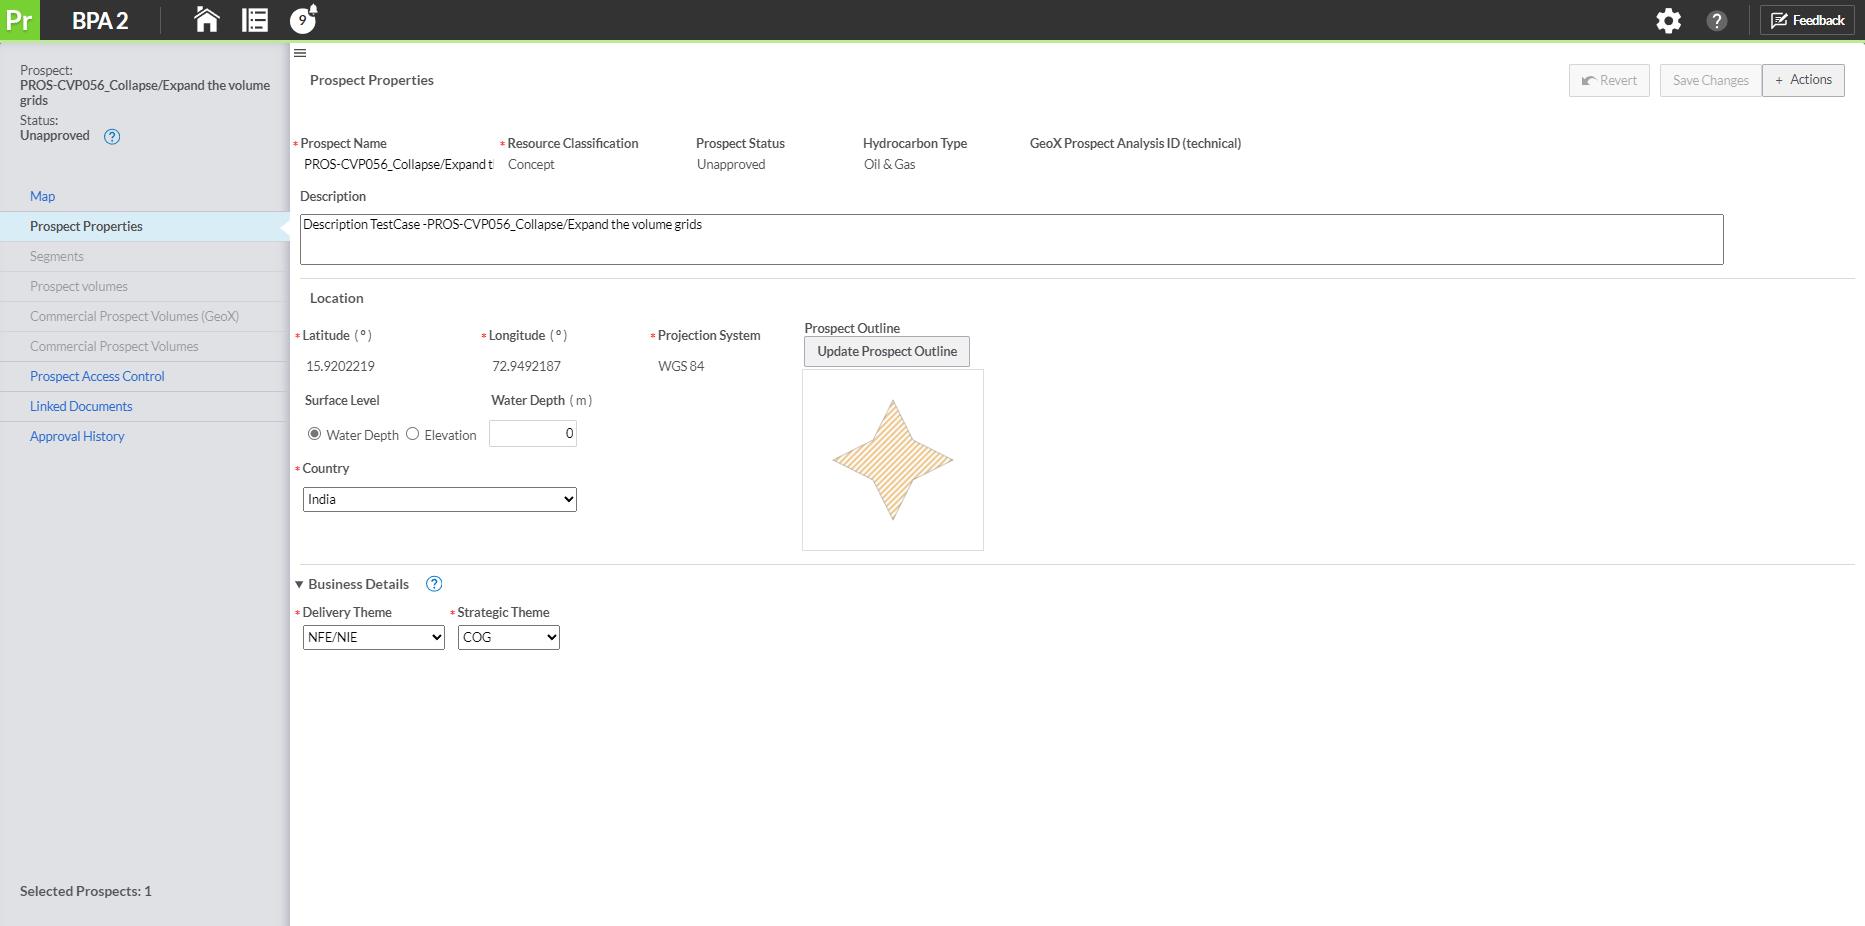 Pr BPA 2 9 ? Feedback
Prospect:
PROS-CVP056_Collapse/Expand the volume
grids
Status:
Unapproved ?
Map
Prospect Properties
Segments
Prospect volumes
Commercial Prospect Volumes (GeoX)
Commercial Prospect Volumes
Prospect Access Control
Linked Documents
Approval History
Selected Prospects: 1
Prospect Properties
Revert Save Changes + Actions
* Prospect Name * Resource Classification Prospect Status Hydrocarbon Type GeoX Prospect Analysis ID (technical)
PROS-CVP056_Collapse/Expand t Concept Unapproved Oil & Gas
Description
Description TestCase -PROS-CVP056_Collapse/Expand the volume grids
Location
* Latitude (°) * Longitude (°) * Projection System Prospect Outline
Update Prospect Outline
15.9202219 72.9492187 WGS 84
Surface Level Water Depth (m)
Water Depth Elevation 0
* Country
India
Business Details ?
* Delivery Theme * Strategic Theme
NFE/NIE COG